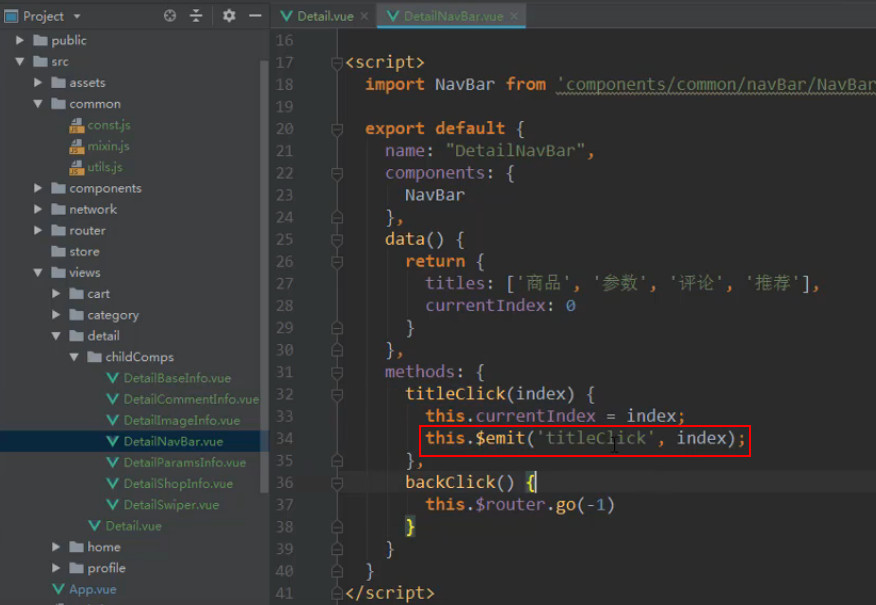 Project
public
src
assets
common
const.js
mixin.js
utils.js
components
network
router
store
views
cart
category
detail
childComps
DetailBaseInfo.vue
DetailCommentInfo.vue
DetailImageInfo.vue
DetailNavBar.vue
DetailParamsInfo.vue
DetailShopInfo.vue
DetailSwiper.vue
Detail.vue
home
profile
App.vue
Detail.vue × DetailNavBar.vue ×
16
17 <script>
18 import NavBar from 'components/common/navBar/NavBar
19
20 export default {
21 name: "DetailNavBar",
22 components: {
23 NavBar
24 },
25 data() {
26 return {
27 titles: ['商品', '参数', '评论', '推荐'],
28 currentIndex: 0
29 }
30 },
31 methods: {
32 titleClick(index) {
33 this.currentIndex = index;
34 this.$emit('titleClick', index);
35 },
36 backClick() {
37 this.$router.go(-1)
38 }
39 }
40 }
41 </script>